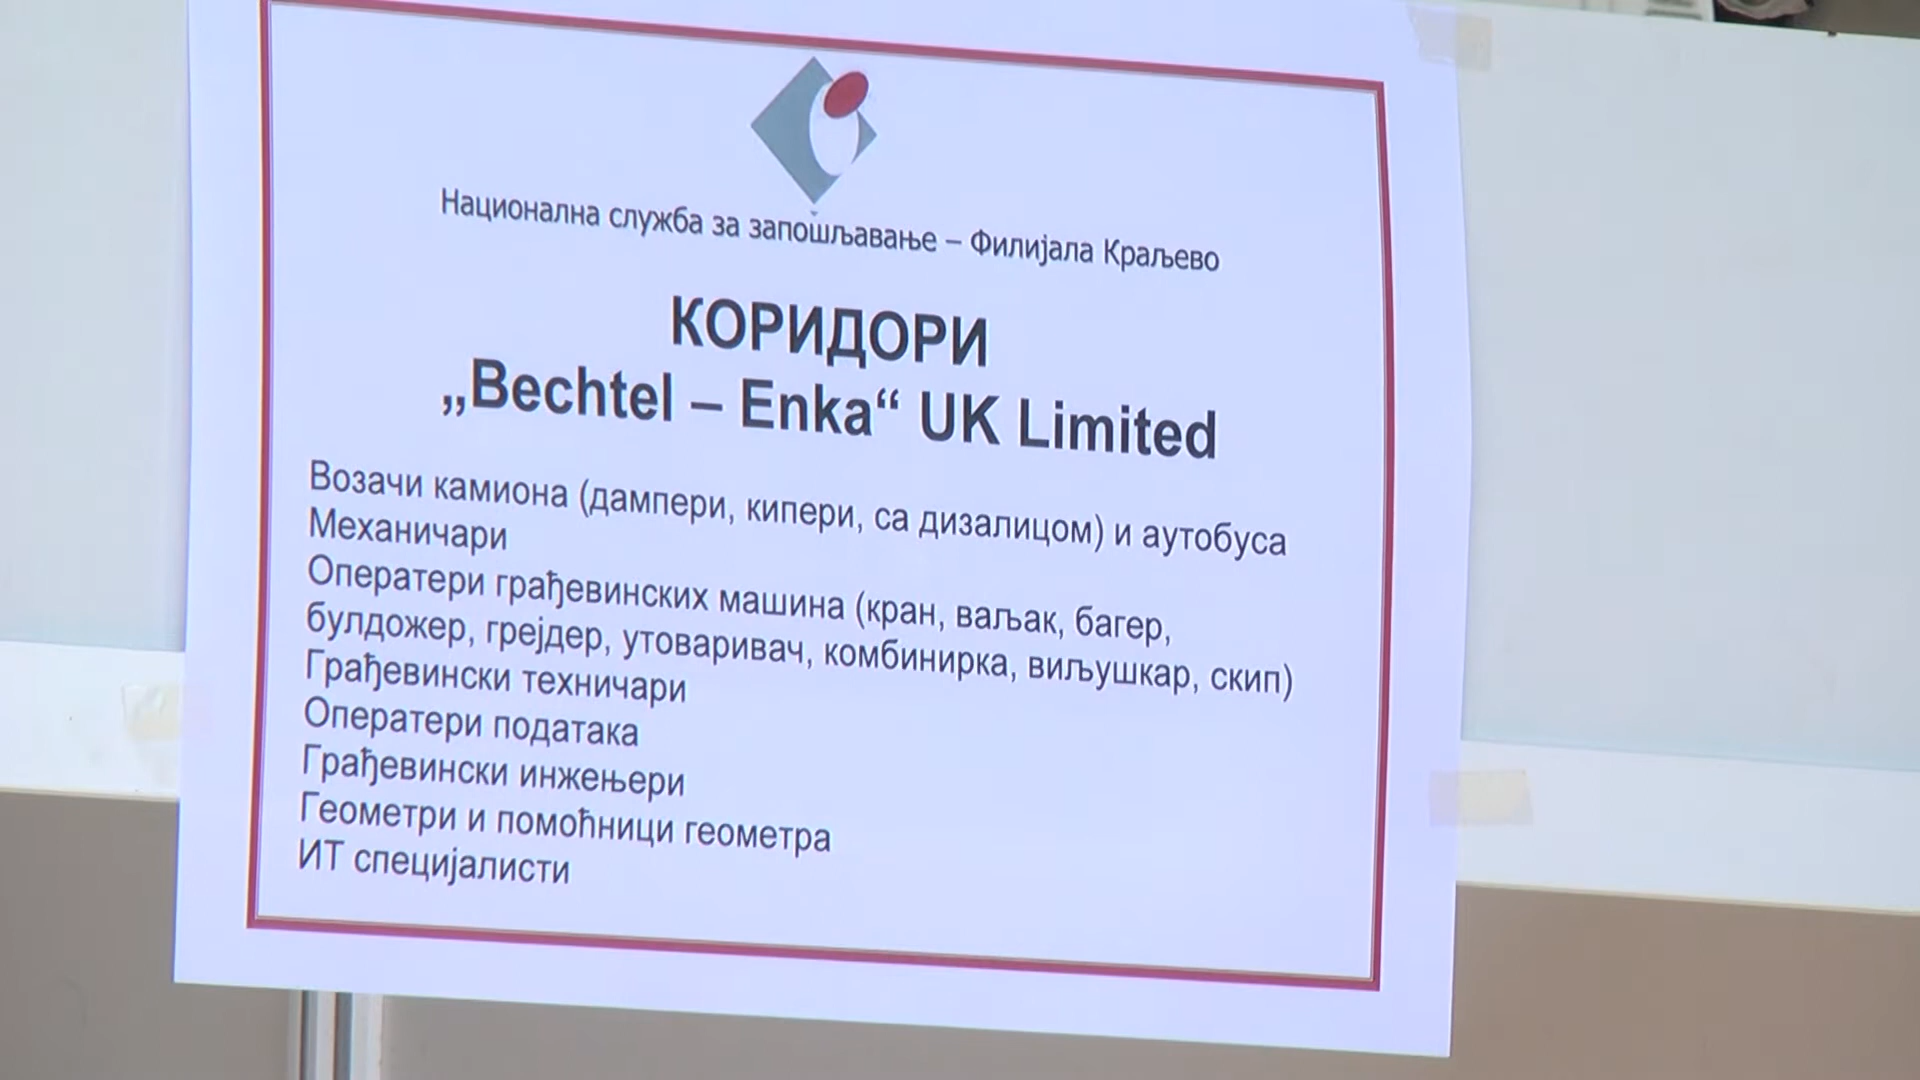 Национална служба за запошљавање – Филијала Краљево
КОРИДОРИ
„Bechtel – Enka“ UK Limited
Возачи камиона (дампери, кипери, са дизалицом) и аутобуса
Механичари
Оператери грађевинских машина (кран, ваљак, багер,
булдожер, грејдер, утоваривач, комбинирка, виљушкар, скип)
Грађевински техничари
Оператери података
Грађевински инжењери
Геометри и помоћници геометра
ИТ специјалисти